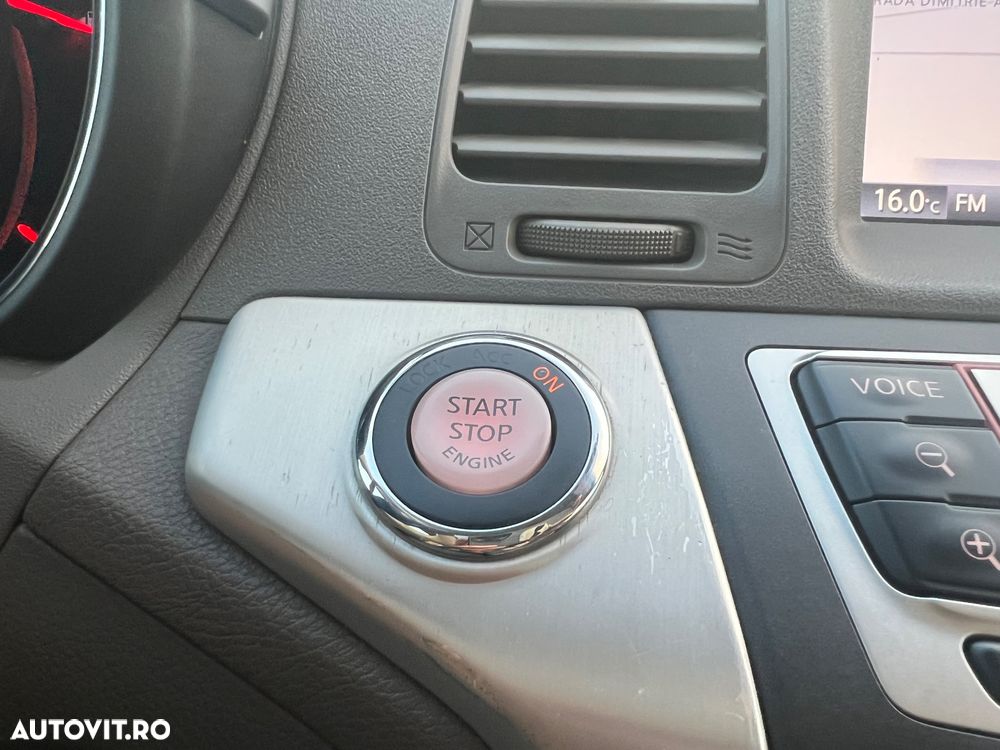 16.0°C FM
LOCK ACC ON
START
STOP
ENGINE
VOICE
AUTOVIT.RO